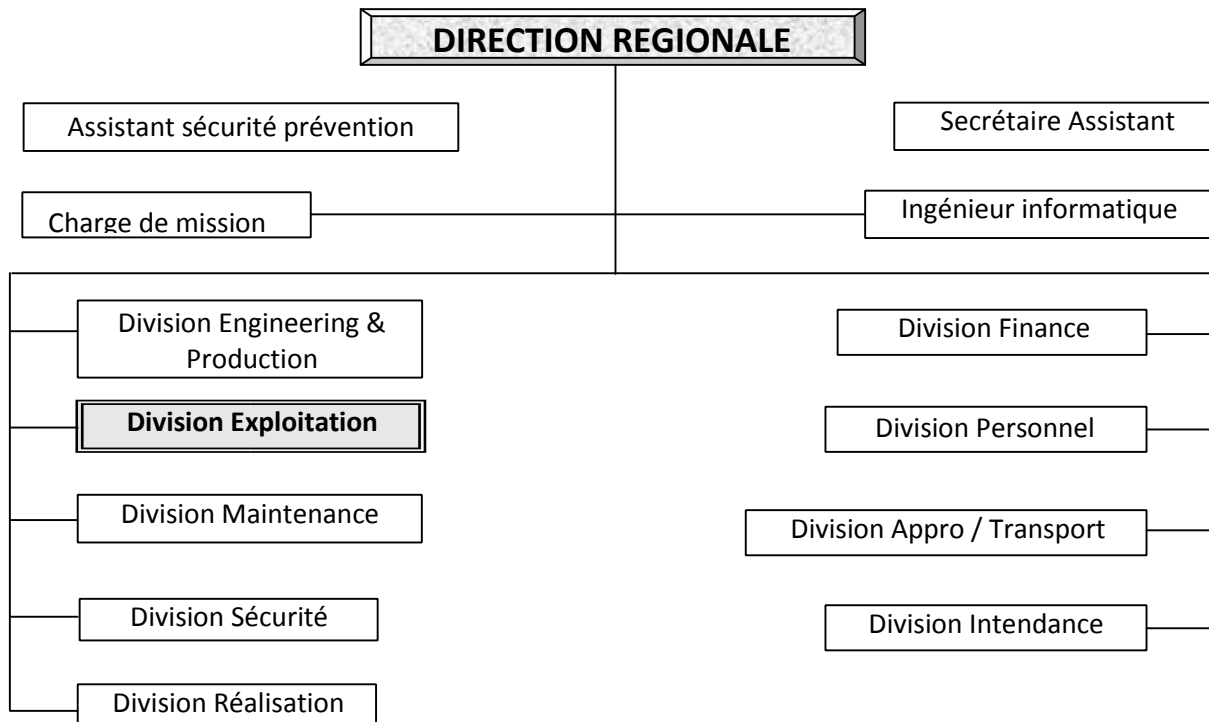 DIRECTION REGIONALE
Assistant sécurité prévention
Secrétaire Assistant
Charge de mission
Ingénieur informatique
Division Engineering &
Production
Division Finance
Division Exploitation
Division Personnel
Division Maintenance
Division Appro / Transport
Division Sécurité
Division Intendance
Division Réalisation